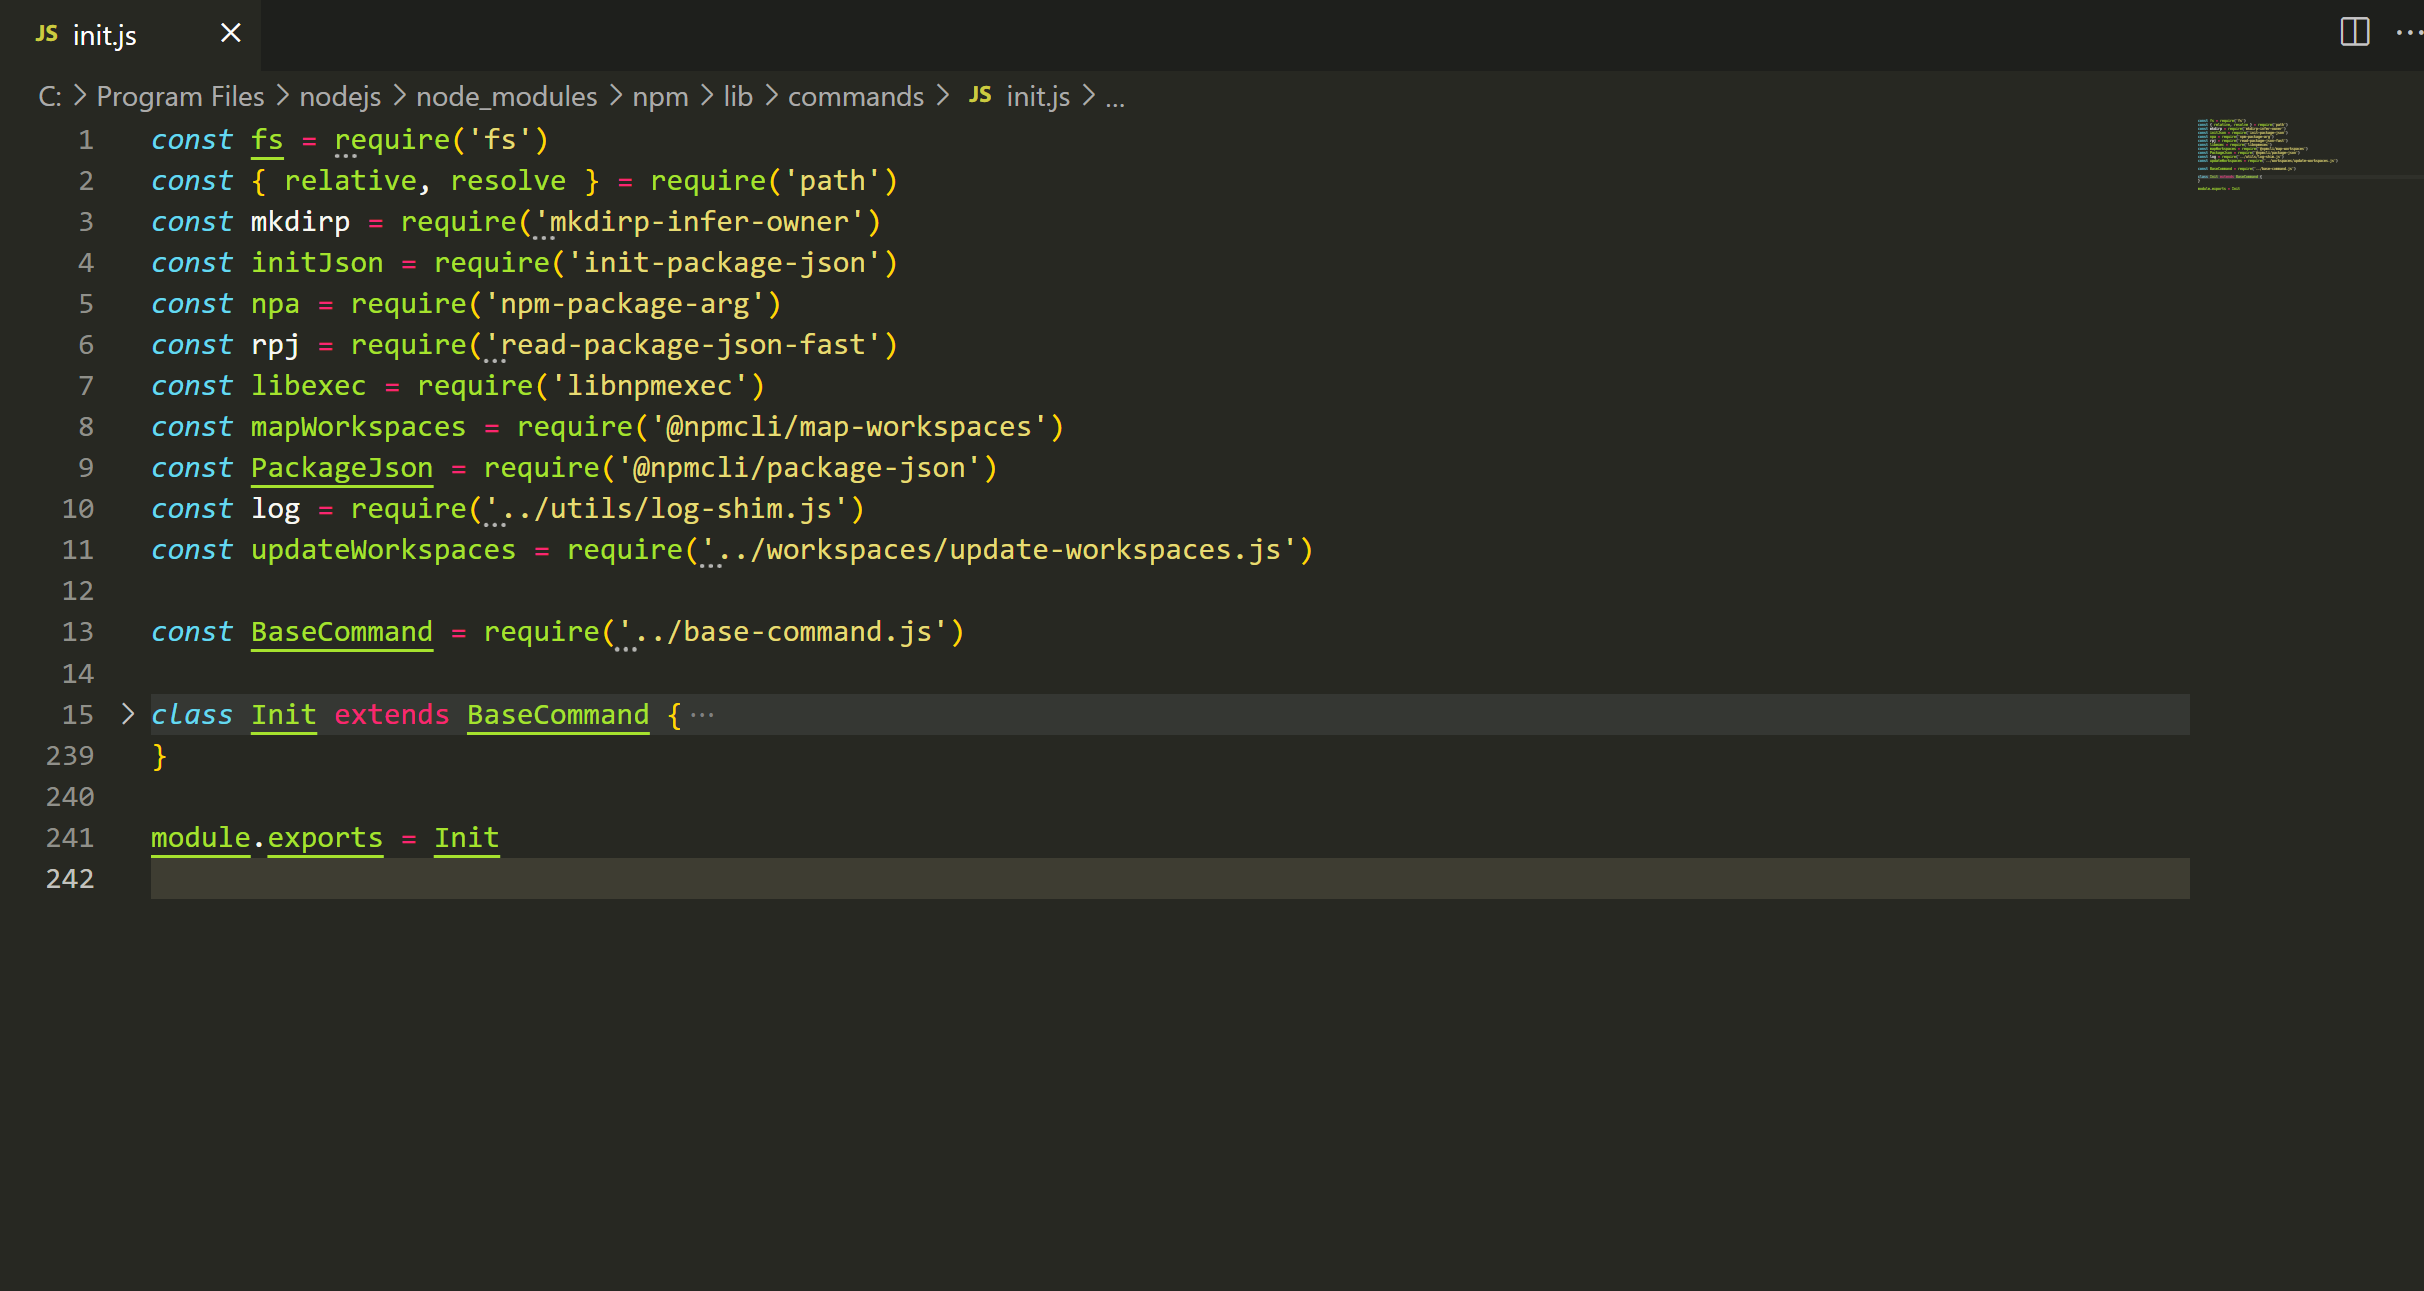 JS init.js
C: > Program Files > nodejs > node_modules > npm > lib > commands > JS init.js > ...
1 const fs = require('fs')
2 const { relative, resolve } = require('path')
3 const mkdirp = require('mkdirp-infer-owner')
4 const initJson = require('init-package-json')
5 const npa = require('npm-package-arg')
6 const rpj = require('read-package-json-fast')
7 const libexec = require('libnpmexec')
8 const mapWorkspaces = require('@npmcli/map-workspaces')
9 const PackageJson = require('@npmcli/package-json')
10 const log = require('../utils/log-shim.js')
11 const updateWorkspaces = require('../workspaces/update-workspaces.js')
12
13 const BaseCommand = require('../base-command.js')
14
15 > class Init extends BaseCommand { ···
239 }
240
241 module.exports = Init
242